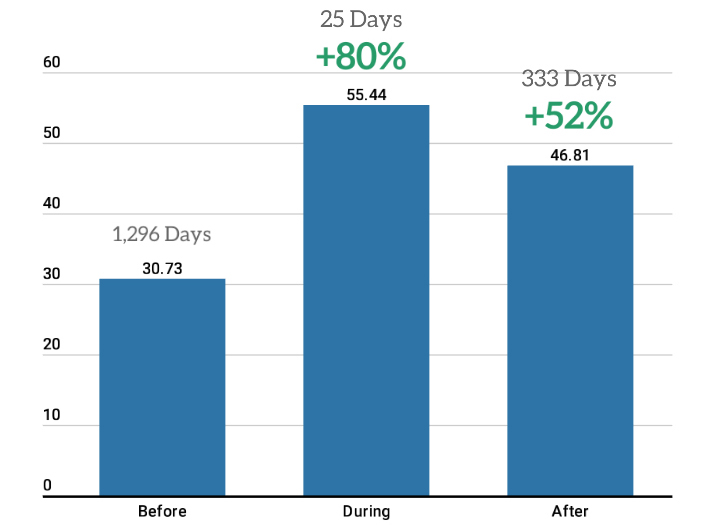 25 Days
+80%
333 Days
+52%
60
55.44
50
46.81
40
1,296 Days
30.73
30
20
10
0
Before
During
After